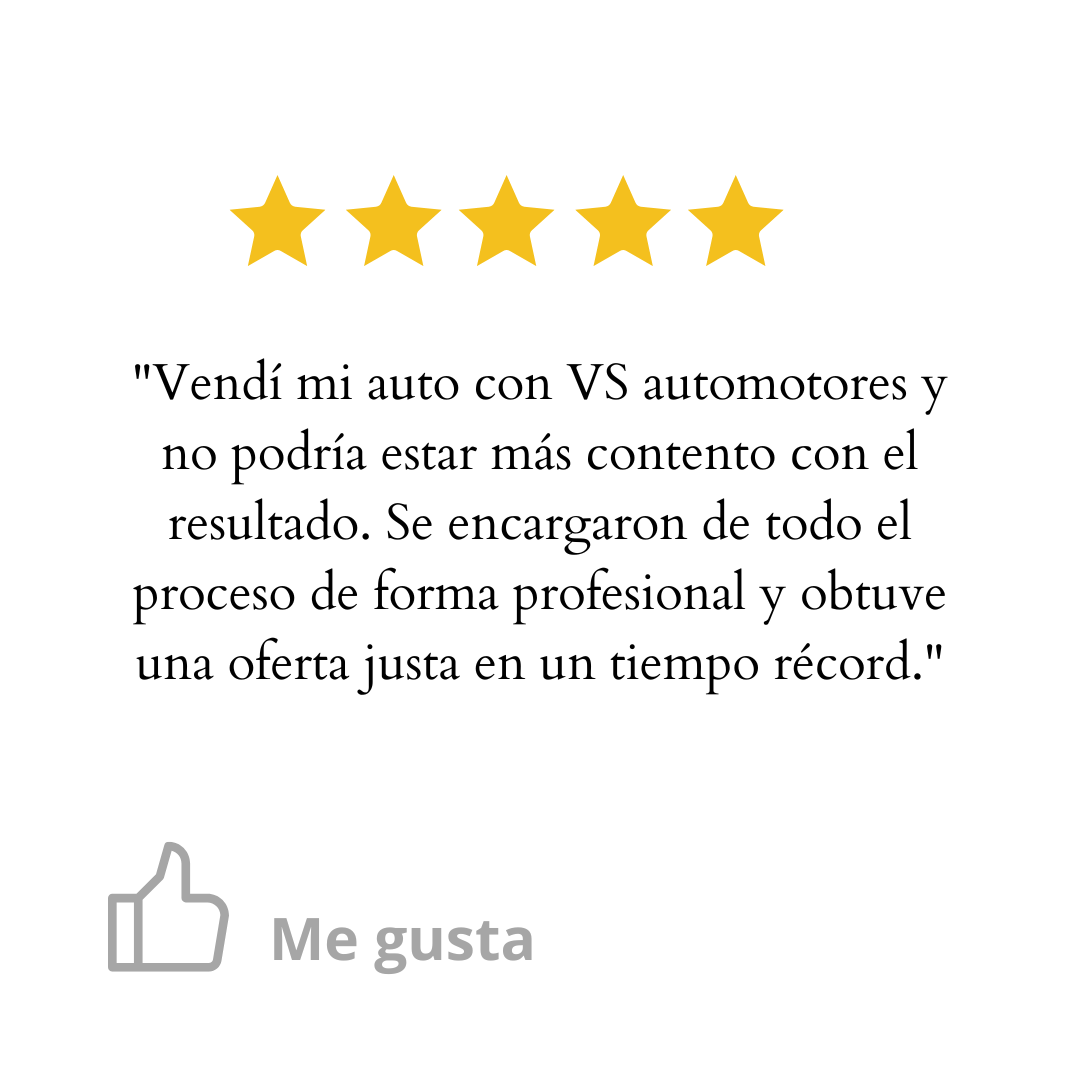 "Vendí mi auto con VS automotores y
no podría estar más contento con el
resultado. Se encargaron de todo el
proceso de forma profesional y obtuve
una oferta justa en un tiempo récord."
Me gusta